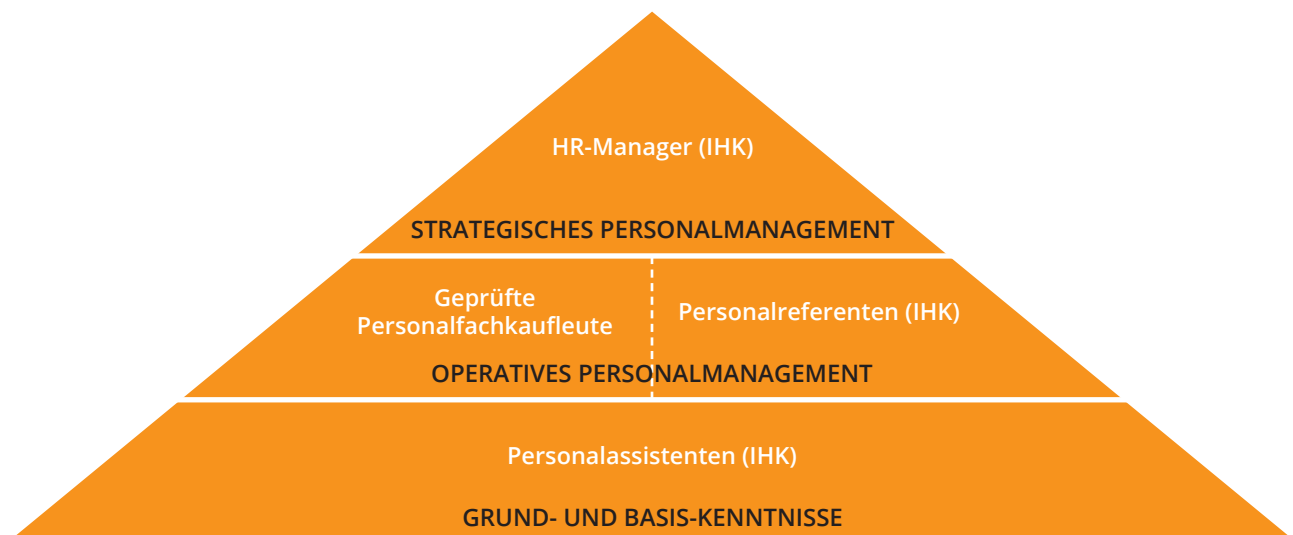 HR-Manager (IHK)
STRATEGISCHES PERSONALMANAGEMENT
Geprüfte
Personalfachkaufleute
Personalreferenten (IHK)
OPERATIVES PERSONALMANAGEMENT
Personalassistenten (IHK)
GRUND- UND BASIS-KENNTNISSE